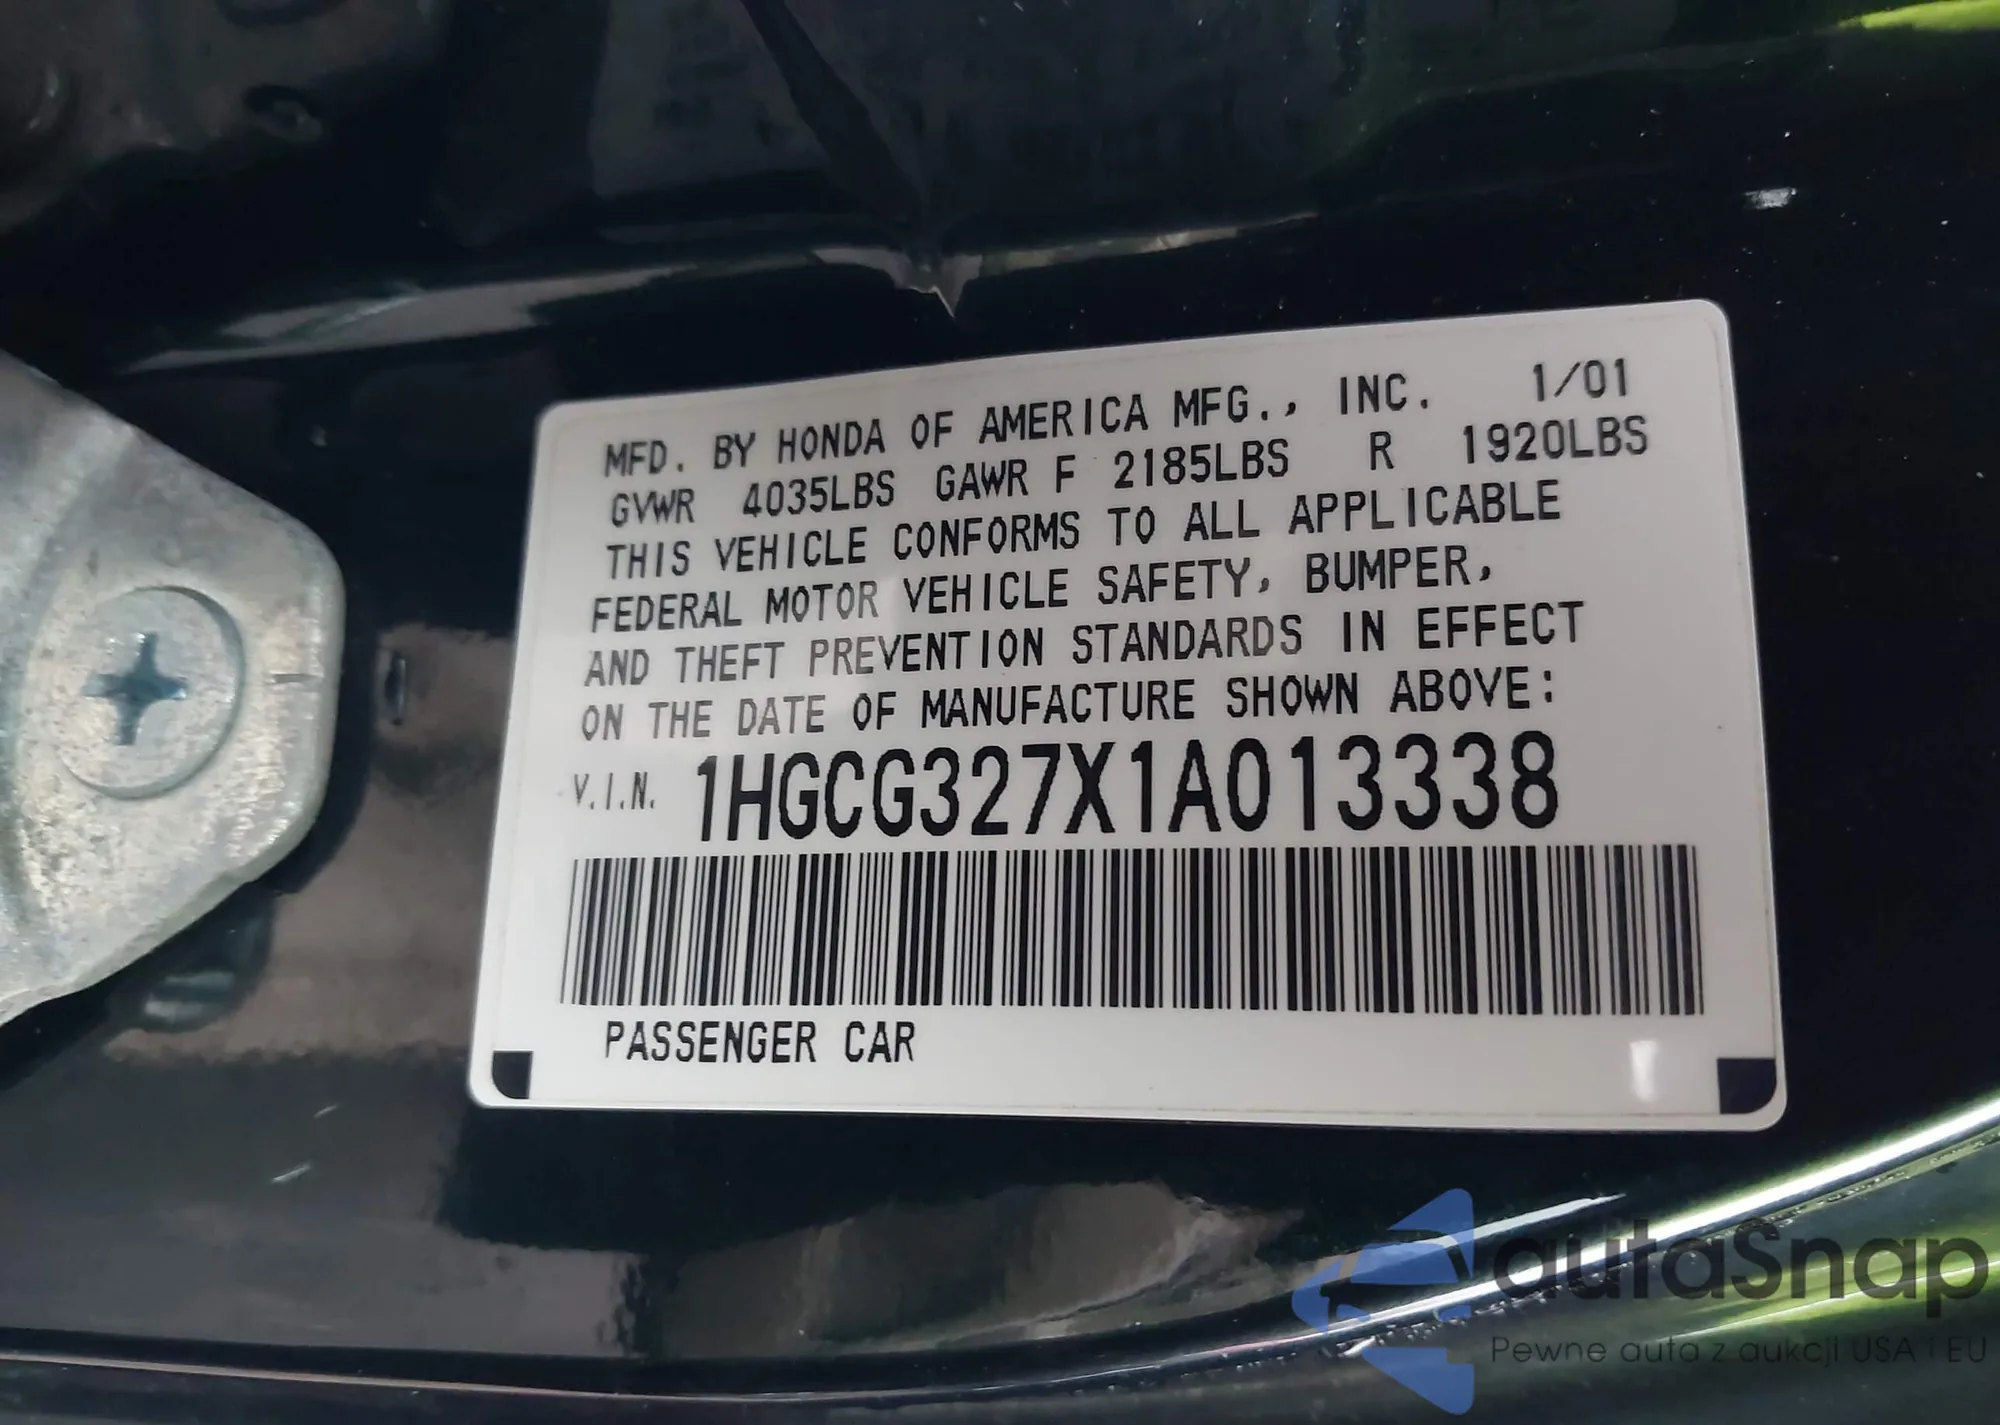 MFD. BY HONDA OF AMERICA MFG., INC. 1/01
GVWR 4035LBS GAWR F 2185LBS R 1920LBS
THIS VEHICLE CONFORMS TO ALL APPLICABLE
FEDERAL MOTOR VEHICLE SAFETY, BUMPER,
AND THEFT PREVENTION STANDARDS IN EFFECT
ON THE DATE OF MANUFACTURE SHOWN ABOVE:
V.I.N. 1HGCG327X1A013338
PASSENGER CAR
autaSnap
Pewne auta z aukcji USA i EU